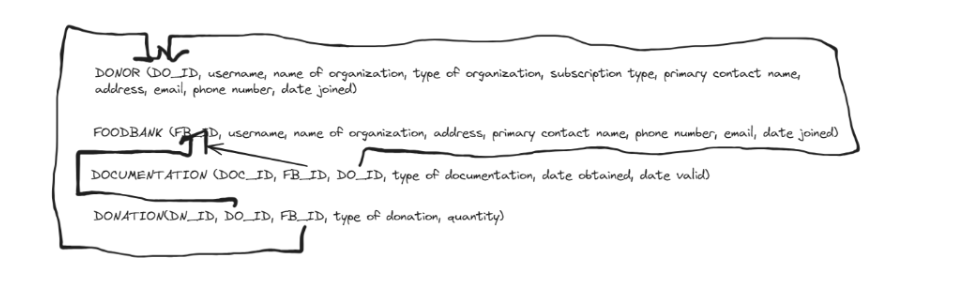 DONOR (DO_ID, username, name of organization, type of organization, subscription type, primary contact name,
address, email, phone number, date joined)
FOODBANK (FB_ID, username, name of organization, address, primary contact name, phone number, email, date joined)
DOCUMENTATION (DOC_ID, FB_ID, DO_ID, type of documentation, date obtained, date valid)
DONATION(DN_ID, DO_ID, FB_ID, type of donation, quantity)